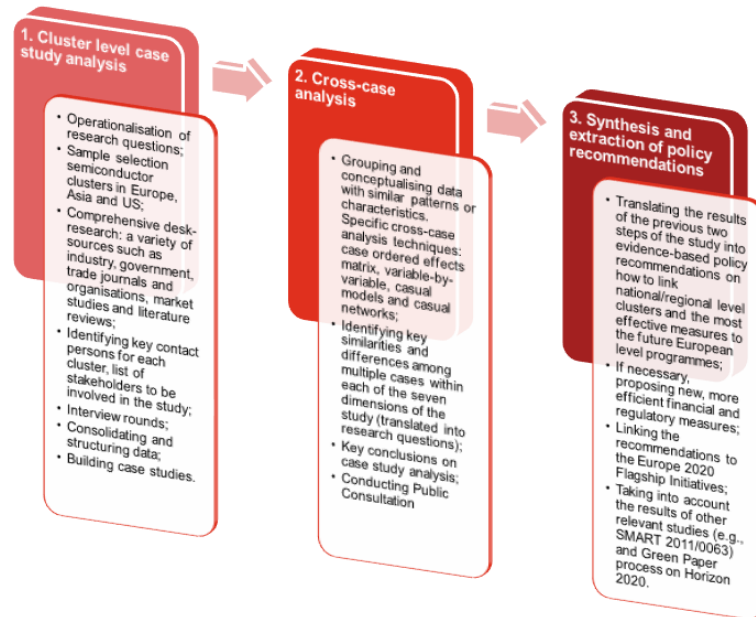 1. Cluster level case
study analysis
• Operationalisation of
research questions;
• Sample selection
semiconductor
clusters in Europe,
Asia and US;
• Comprehensive desk-
research: a variety of
sources such as
industry, government,
trade journals and
organisations, market
studies and literature
reviews;
• Identifying key contact
persons for each
cluster, list of
stakeholders to be
involved in the study;
• Interview rounds;
• Consolidating and
structuring data;
• Building case studies.
2. Cross-case
analysis
• Grouping and
conceptualising data
with similar patterns or
characteristics.
Specific cross-case
analysis techniques:
case ordered effects
matrix, variable-by-
variable, casual
models and casual
networks;
• Identifying key
similarities and
differences among
multiple cases within
each of the seven
dimensions of the
study (translated into
research questions);
• Key conclusions on
case study analysis;
• Conducting Public
Consultation
3. Synthesis and
extraction of policy
recommendations
• Translating the results
of the previous two
steps of the study into
evidence-based policy
recommendations on
how to link
national/regional level
clusters and the most
effective measures to
the future European
level programmes;
• If necessary,
proposing new, more
efficient financial and
regulatory measures;
• Linking the
recommendations to
the Europe 2020
Flagship Initiatives;
• Taking into account
the results of other
relevant studies (e.g.,
SMART 2011/0063)
and Green Paper
process on Horizon
2020.